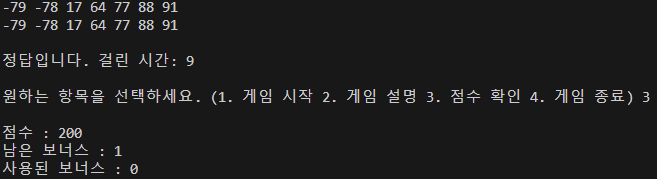 -79 -78 17 64 77 88 91
-79 -78 17 64 77 88 91
정답입니다. 걸린 시간: 9
원하는 항목을 선택하세요. (1. 게임 시작 2. 게임 설명 3. 점수 확인 4. 게임 종료) 3
점수 : 200
남은 보너스 : 1
사용된 보너스 : 0